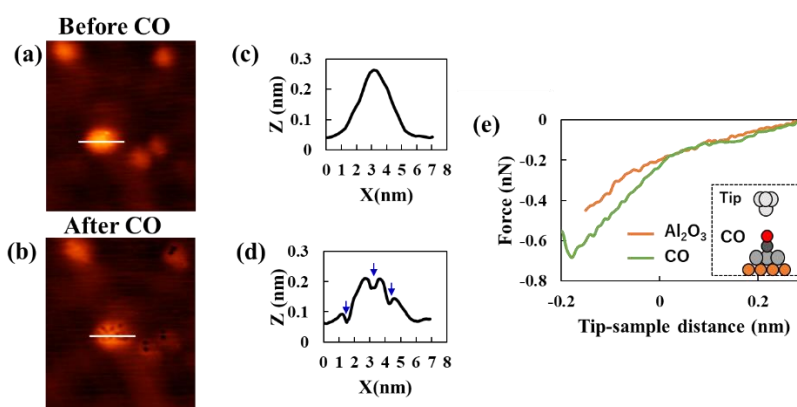 Before CO
(a)
After CO
(b)
(c)
Z (nm)
0.3
0.2
0.1
0
0 1 2 3 4 5 6 7 8
X(nm)
(d)
Z (nm)
0.3
0.2
0.1
0
0 1 2 3 4 5 6 7 8
X(nm)
(e)
Force (nN)
0
-0.2
-0.4
-0.6
-0.8
-0.2 0 0.2
Tip-sample distance (nm)
Al₂O₃
CO
Tip
CO